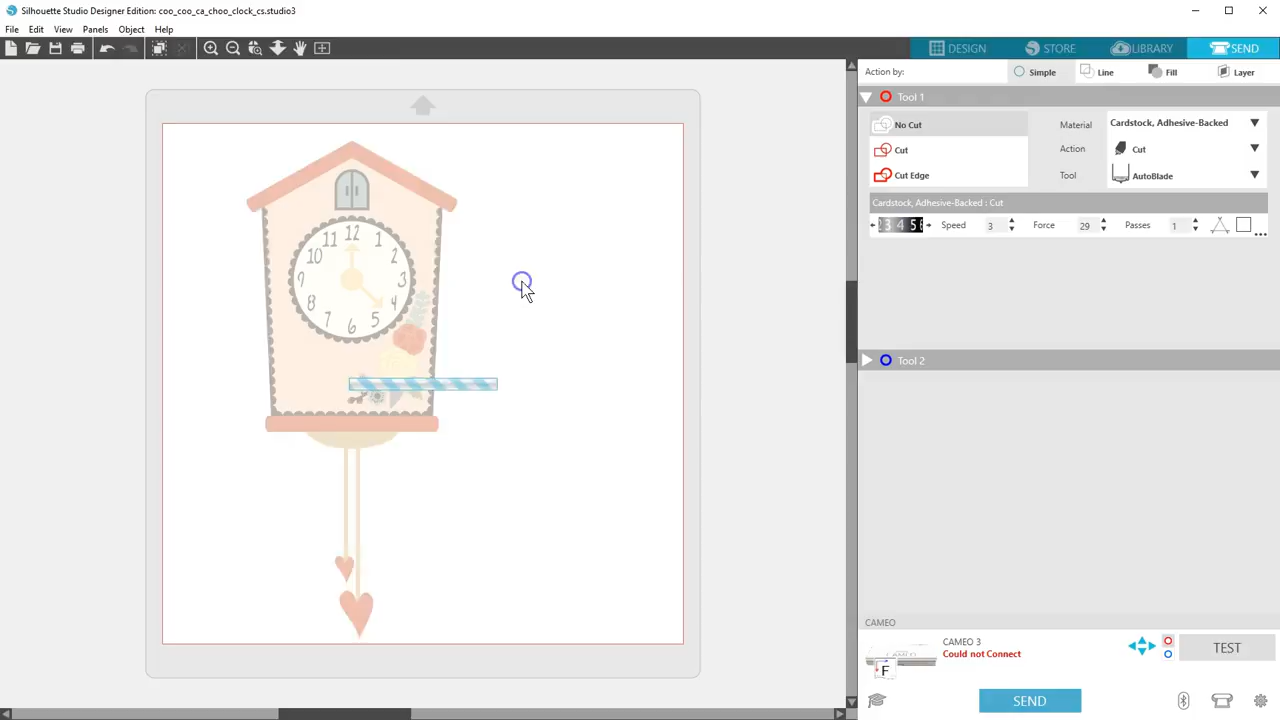 Silhouette Studio Designer Edition: coo_coo_ca_choo_clock_cs.studio3
File Edit View Panels Object Help
DESIGN STORE LIBRARY SEND
Action by: Simple Line Fill Layer
Tool 1
No Cut Material Cardstock, Adhesive-Backed
Cut Action Cut
Cut Edge Tool AutoBlade
Cardstock, Adhesive-Backed : Cut
3 4 5 Speed 3 Force 29 Passes 1
Tool 2
12
11 1
10 2
9 3
8 4
7 5
6
CAMEO
CAMEO 3
Could not Connect
F
TEST
SEND